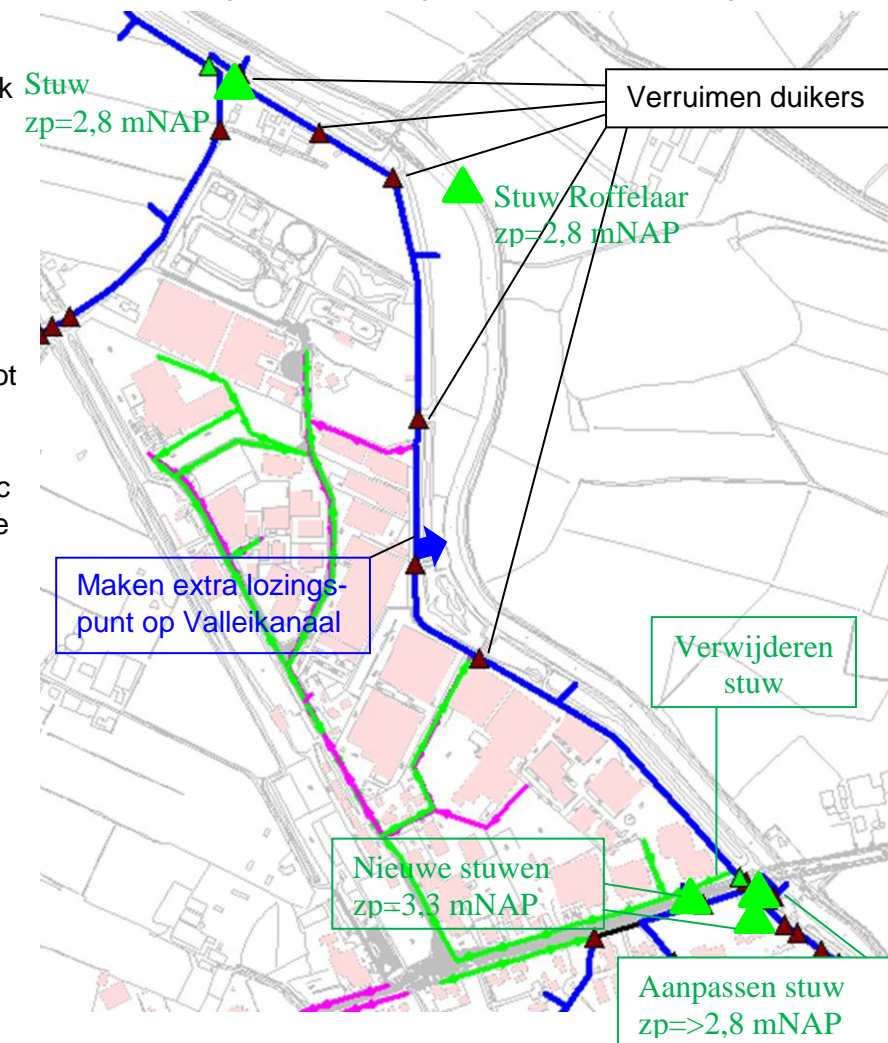 k
Stuw
zp=2,8 mNAP
Verruimen duikers
Stuw Roffelaar
zp=2,8 mNAP
ot
c
e
Maken extra lozings-
punt op Valleikanaal
Verwijderen
stuw
Nieuwe stuwen
zp=3,3 mNAP
Aanpassen stuw
zp=>2,8 mNAP